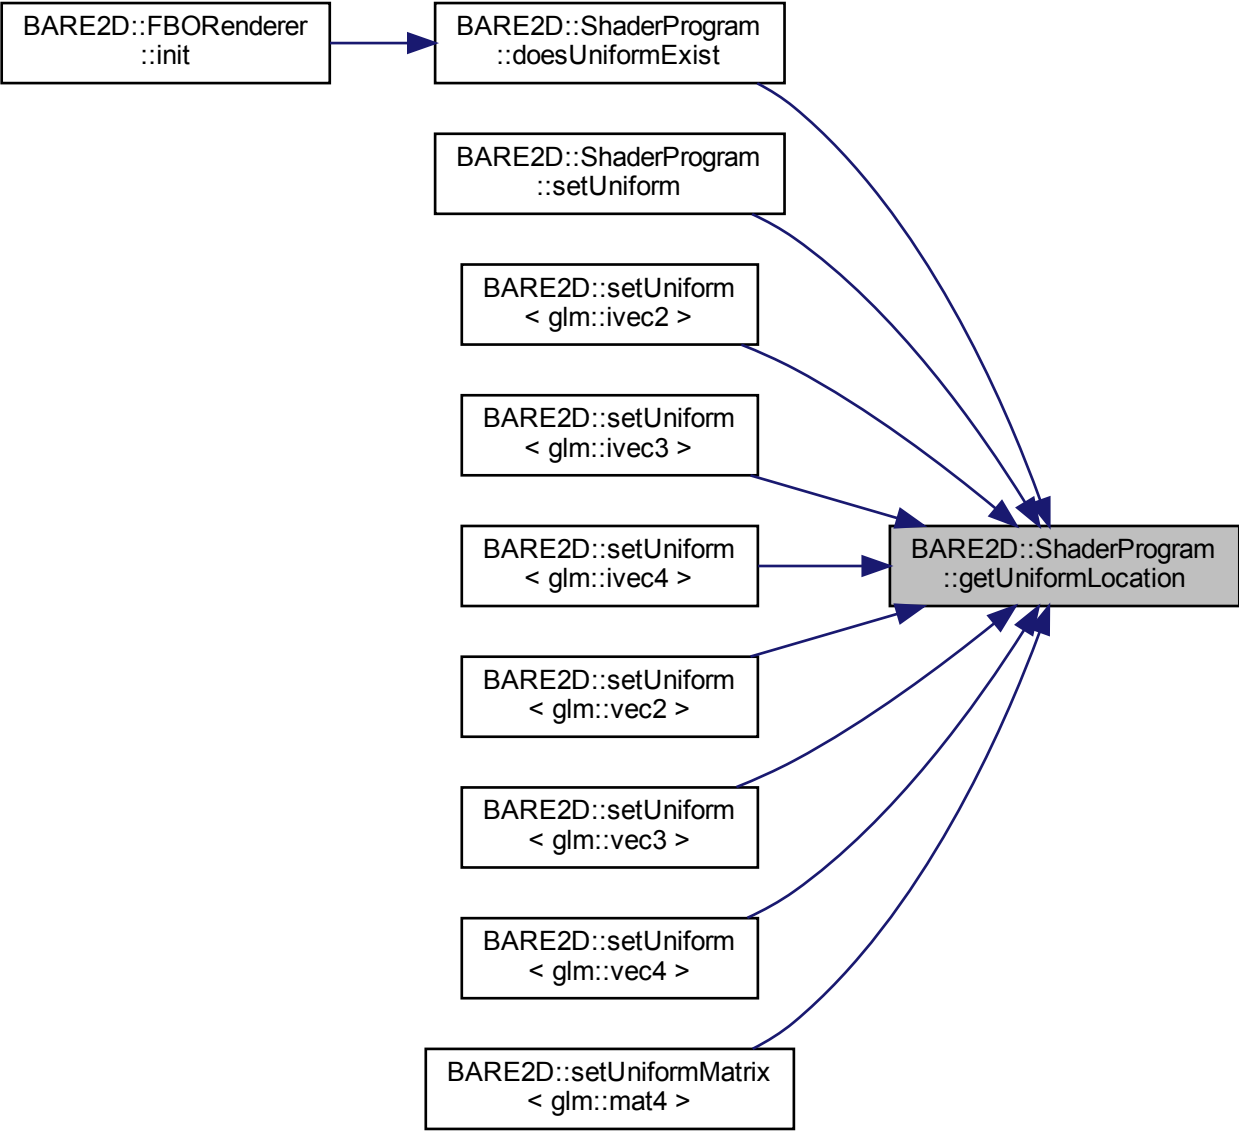 BARE2D::FBORenderer
::init
BARE2D::ShaderProgram
::doesUniformExist
BARE2D::ShaderProgram
::setUniform
BARE2D::setUniform
< glm::ivec2 >
BARE2D::setUniform
< glm::ivec3 >
BARE2D::setUniform
< glm::ivec4 >
BARE2D::ShaderProgram
::getUniformLocation
BARE2D::setUniform
< glm::vec2 >
BARE2D::setUniform
< glm::vec3 >
BARE2D::setUniform
< glm::vec4 >
BARE2D::setUniformMatrix
< glm::mat4 >